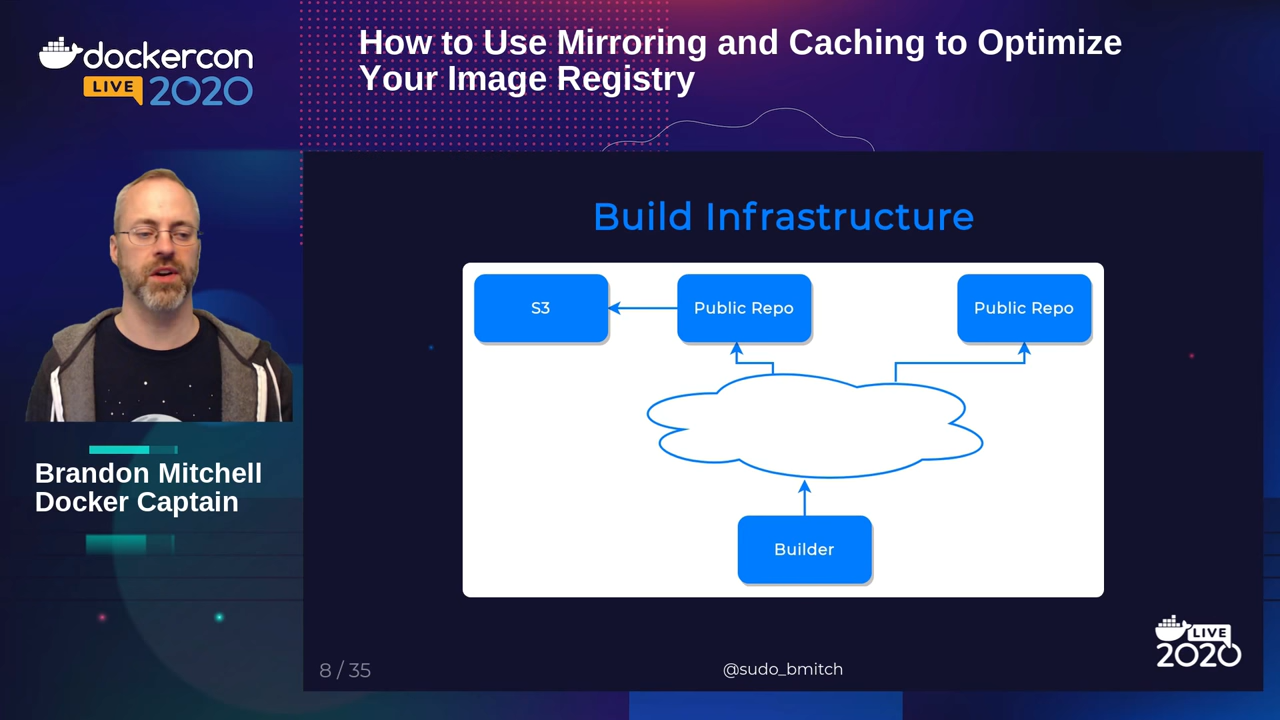 dockercon
LIVE 2020
How to Use Mirroring and Caching to Optimize
Your Image Registry
Build Infrastructure
S3
Public Repo
Public Repo
Builder
Brandon Mitchell
Docker Captain
8 / 35
@sudo_bmitch
LIVE
2020